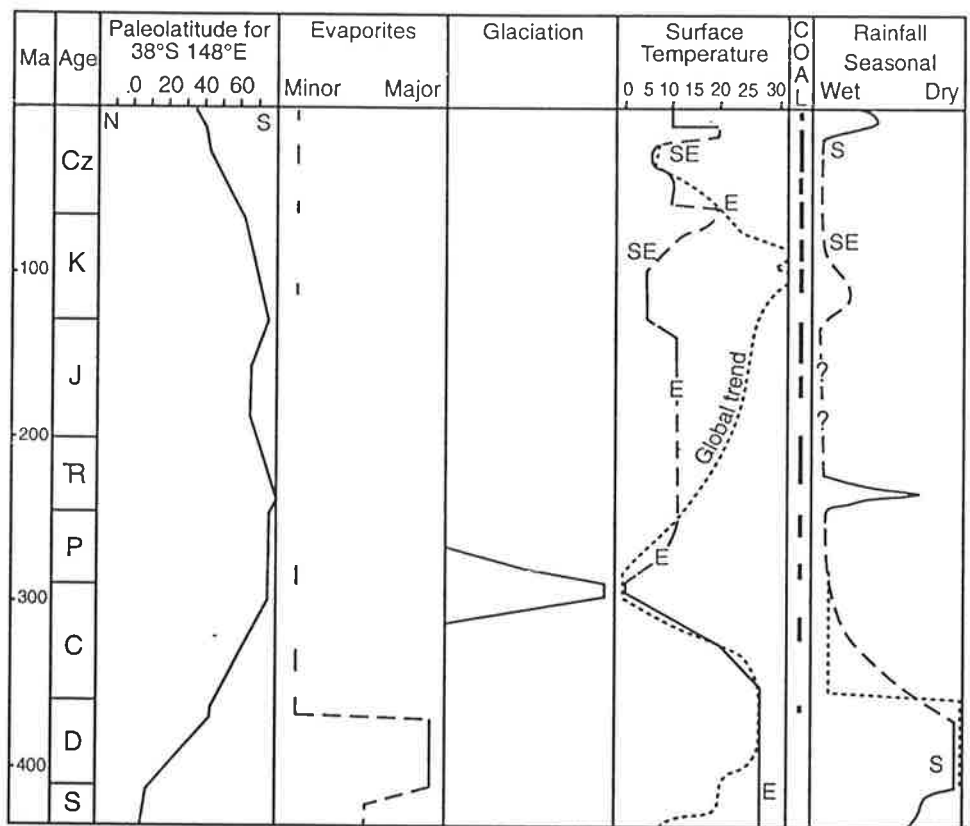 Ma
Age
Paleolatitude for
38°S 148°E
.0 20 40 60
N S
Evaporites
Minor Major
Glaciation
Surface
Temperature
0 5 10 15 20 25 30
COAL
Rainfall
Seasonal
Wet Dry
Cz
K
J
R
P
C
D
S
100
200
300
400
SE
E
SE
E
Global trend
E
E
S
SE
?
?
S